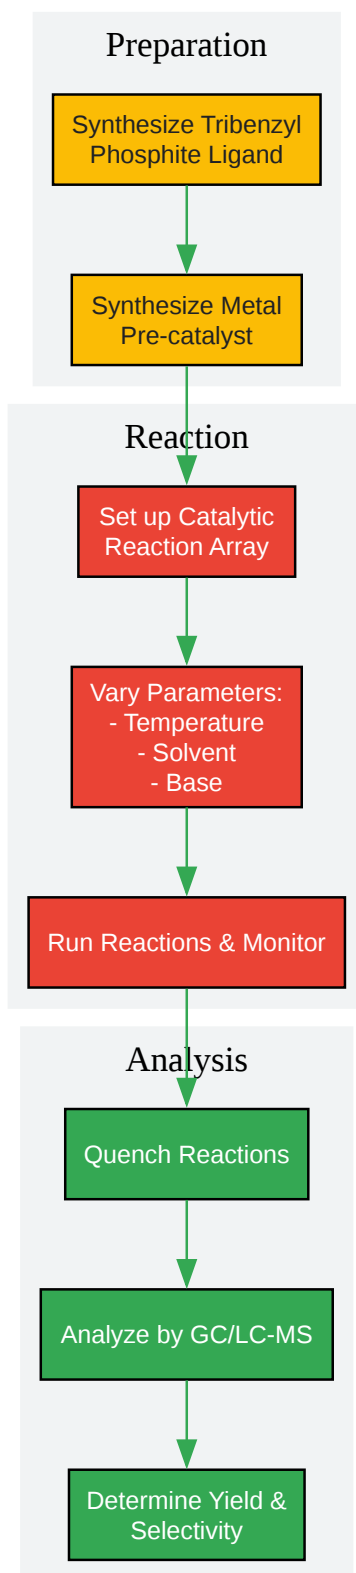 Preparation
Synthesize Tribenzyl
Phosphite Ligand
Synthesize Metal
Pre-catalyst
Reaction
Set up Catalytic
Reaction Array
Vary Parameters:
- Temperature
- Solvent
- Base
Run Reactions & Monitor
Analysis
Quench Reactions
Analyze by GC/LC-MS
Determine Yield &
Selectivity